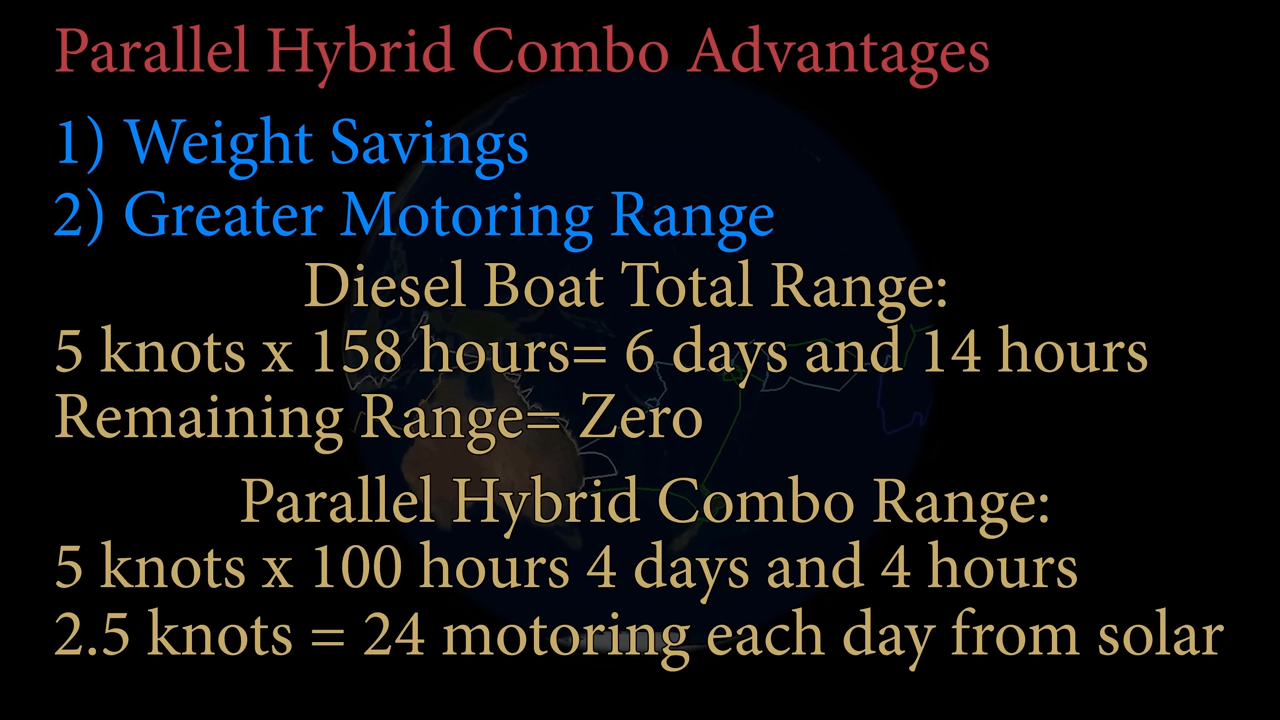 Parallel Hybrid Combo Advantages
1) Weight Savings
2) Greater Motoring Range
Diesel Boat Total Range:
5 knots x 158 hours= 6 days and 14 hours
Remaining Range= Zero
Parallel Hybrid Combo Range:
5 knots x 100 hours 4 days and 4 hours
2.5 knots = 24 motoring each day from solar